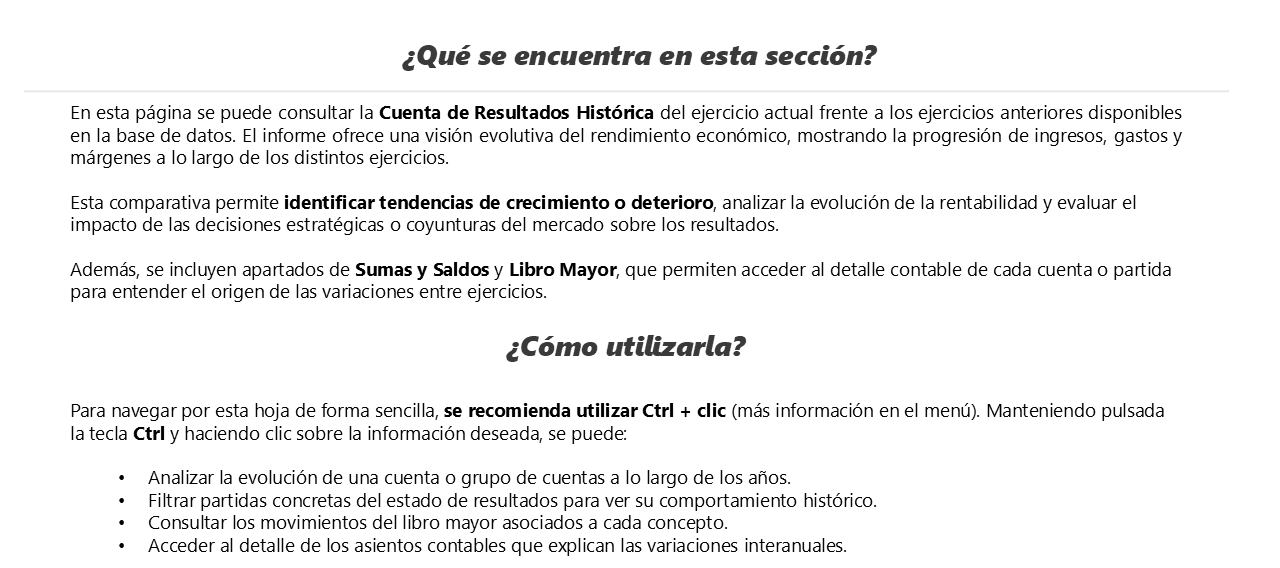 ¿Qué se encuentra en esta sección?
En esta página se puede consultar la Cuenta de Resultados Histórica del ejercicio actual frente a los ejercicios anteriores disponibles
en la base de datos. El informe ofrece una visión evolutiva del rendimiento económico, mostrando la progresión de ingresos, gastos y
márgenes a lo largo de los distintos ejercicios.
Esta comparativa permite identificar tendencias de crecimiento o deterioro, analizar la evolución de la rentabilidad y evaluar el
impacto de las decisiones estratégicas o coyunturas del mercado sobre los resultados.
Además, se incluyen apartados de Sumas y Saldos y Libro Mayor, que permiten acceder al detalle contable de cada cuenta o partida
para entender el origen de las variaciones entre ejercicios.
¿Cómo utilizarla?
Para navegar por esta hoja de forma sencilla, se recomienda utilizar Ctrl + clic (más información en el menú). Manteniendo pulsada
la tecla Ctrl y haciendo clic sobre la información deseada, se puede:
• Analizar la evolución de una cuenta o grupo de cuentas a lo largo de los años.
• Filtrar partidas concretas del estado de resultados para ver su comportamiento histórico.
• Consultar los movimientos del libro mayor asociados a cada concepto.
• Acceder al detalle de los asientos contables que explican las variaciones interanuales.